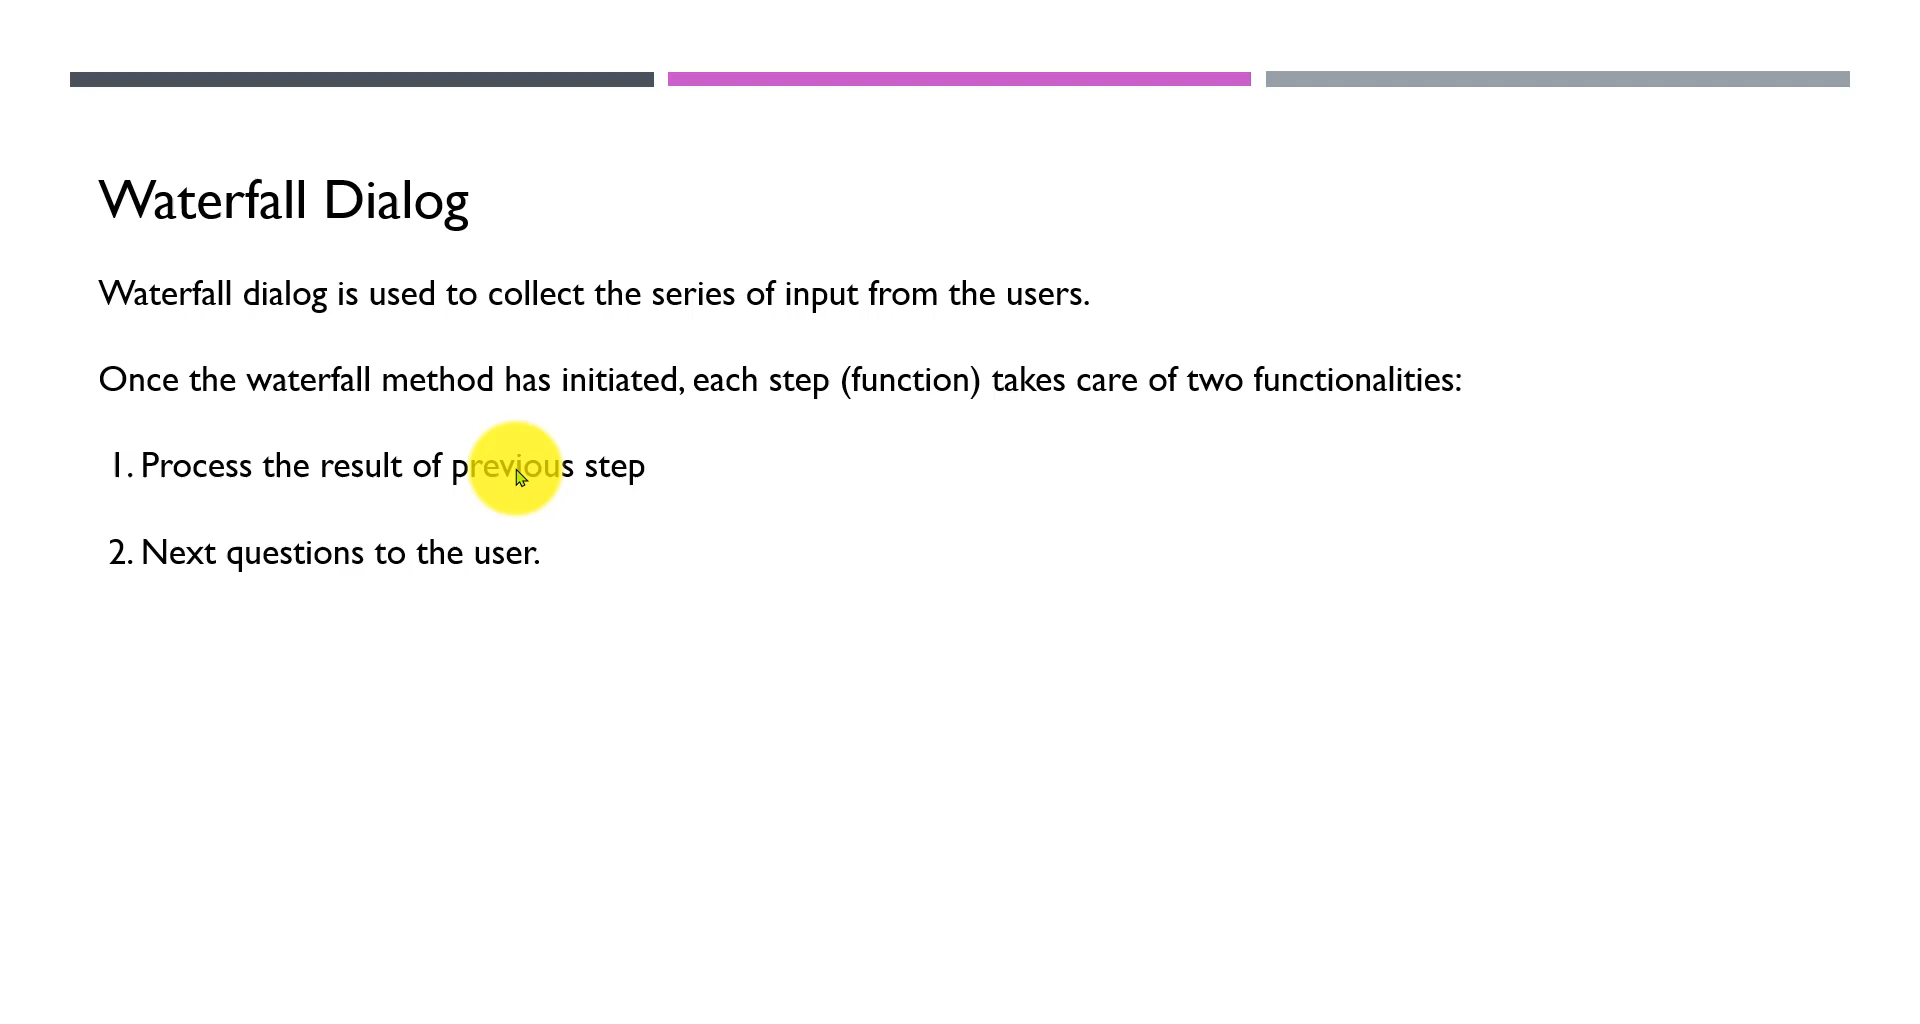 Waterfall Dialog
Waterfall dialog is used to collect the series of input from the users.
Once the waterfall method has initiated, each step (function) takes care of two functionalities:
1. Process the result of previous step
2. Next questions to the user.